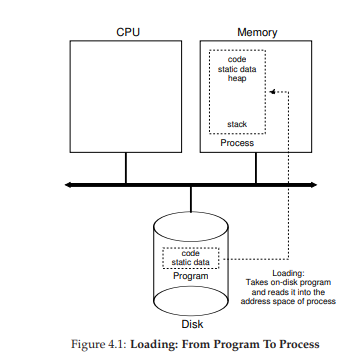 CPU
Memory
code
static data
heap
stack
Process
code
static data
Program
Disk
Loading:
Takes on-disk program
and reads it into the
address space of process
Figure 4.1: Loading: From Program To Process